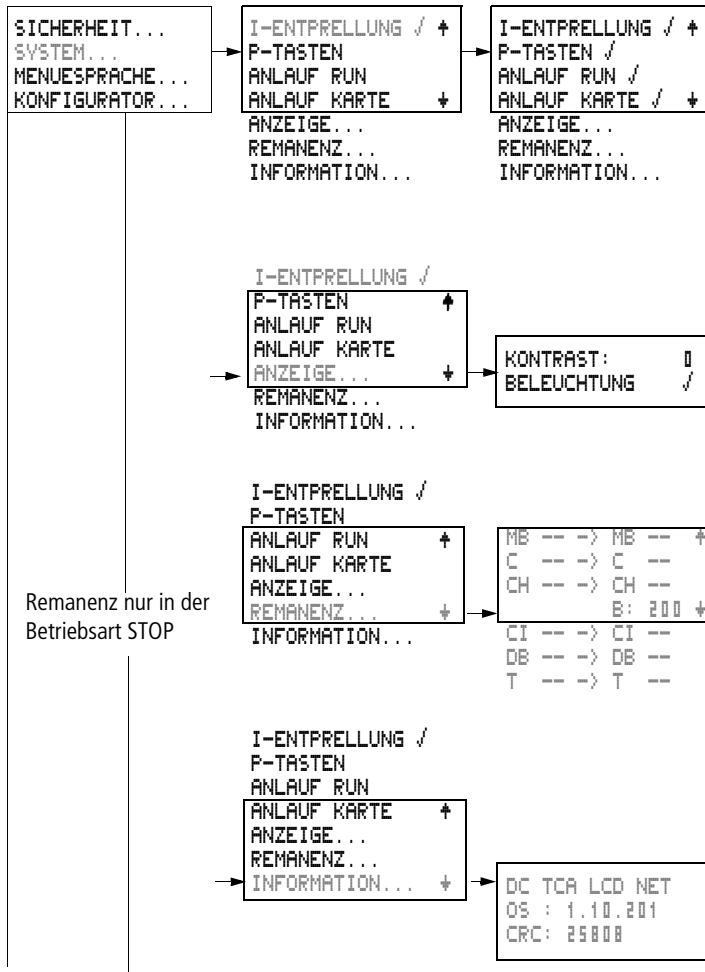 SICHERHEIT...
SYSTEM...
MENUESPRACHE...
KONFIGURATOR...
I-ENTPRELLUNG √
P-TASTEN
ANLAUF RUN
ANLAUF KARTE
ANZEIGE...
REMANENZ...
INFORMATION...
I-ENTPRELLUNG √
P-TASTEN √
ANLAUF RUN √
ANLAUF KARTE √
ANZEIGE...
REMANENZ...
INFORMATION...
I-ENTPRELLUNG √
P-TASTEN
ANLAUF RUN
ANLAUF KARTE
ANZEIGE...
REMANENZ...
INFORMATION...
KONTRAST: 0
BELEUCHTUNG √
Remanenz nur in der
Betriebsart STOP
I-ENTPRELLUNG √
P-TASTEN
ANLAUF RUN
ANLAUF KARTE
ANZEIGE...
REMANENZ...
INFORMATION...
MB -- -> MB --
C -- -> C --
CH -- -> CH --
B: 200
CI -- -> CI --
DB -- -> DB --
T -- -> T --
I-ENTPRELLUNG √
P-TASTEN
ANLAUF RUN
ANLAUF KARTE
ANZEIGE...
REMANENZ...
INFORMATION...
DC TCA LCD NET
OS : 1.10.201
CRC: 25808